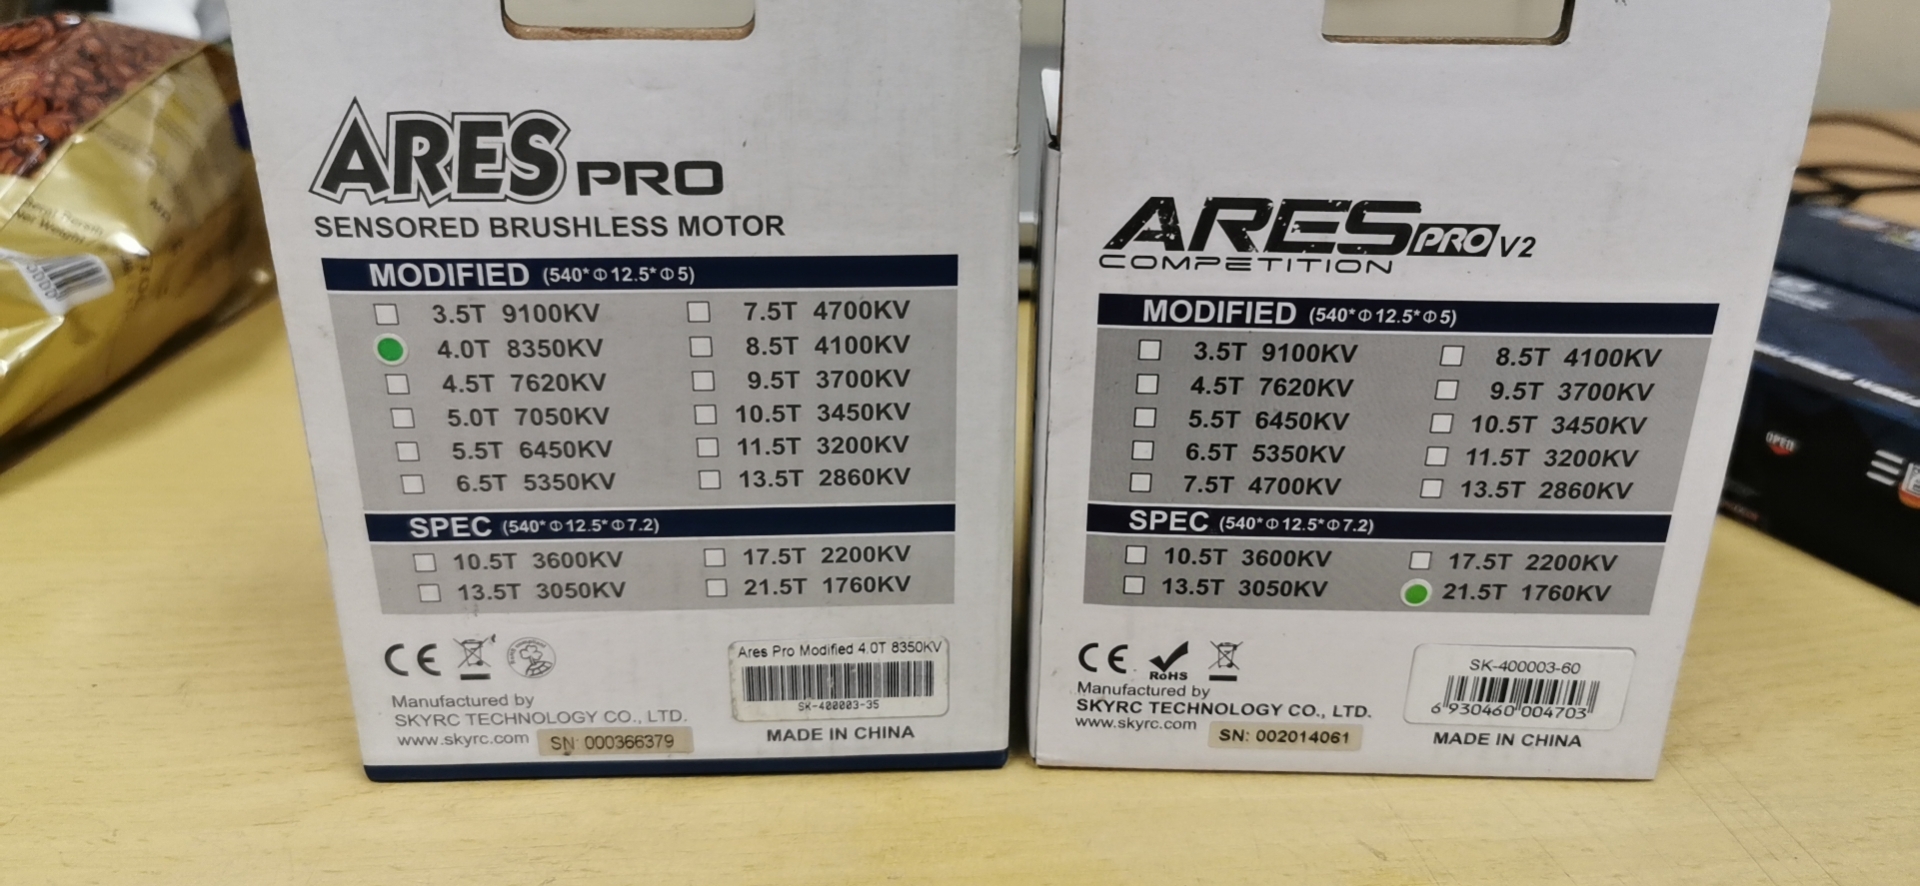 ARES PRO
SENSORED BRUSHLESS MOTOR
MODIFIED (540*Φ12.5*Φ5)
3.5T 9100KV 7.5T 4700KV
4.0T 8350KV 8.5T 4100KV
4.5T 7620KV 9.5T 3700KV
5.0T 7050KV 10.5T 3450KV
5.5T 6450KV 11.5T 3200KV
6.5T 5350KV 13.5T 2860KV
SPEC (540*Φ12.5*Φ7.2)
10.5T 3600KV 17.5T 2200KV
13.5T 3050KV 21.5T 1760KV
CE
Ares Pro Modified 4.0T 8350KV
SK-400003-35
Manufactured by
SKYRC TECHNOLOGY CO., LTD.
www.skyrc.com
SN: 000366379
MADE IN CHINA
ARES PRO V2
COMPETITION
MODIFIED (540*Φ12.5*Φ5)
3.5T 9100KV 8.5T 4100KV
4.5T 7620KV 9.5T 3700KV
5.5T 6450KV 10.5T 3450KV
6.5T 5350KV 11.5T 3200KV
7.5T 4700KV 13.5T 2860KV
SPEC (540*Φ12.5*Φ7.2)
10.5T 3600KV 17.5T 2200KV
13.5T 3050KV 21.5T 1760KV
CE RoHS
SK-400003-60
6 930460 004703
Manufactured by
SKYRC TECHNOLOGY CO., LTD.
www.skyrc.com
SN: 002014061
MADE IN CHINA
OPEN